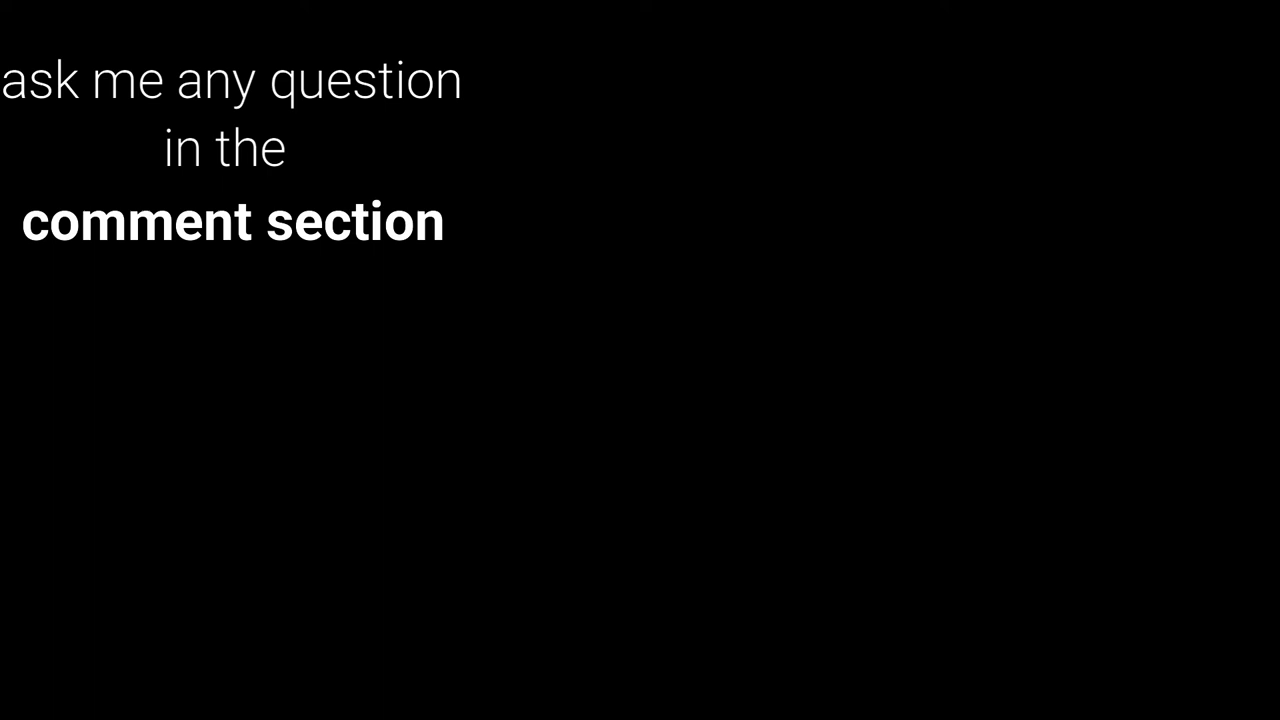 ask me any question
in the
comment section